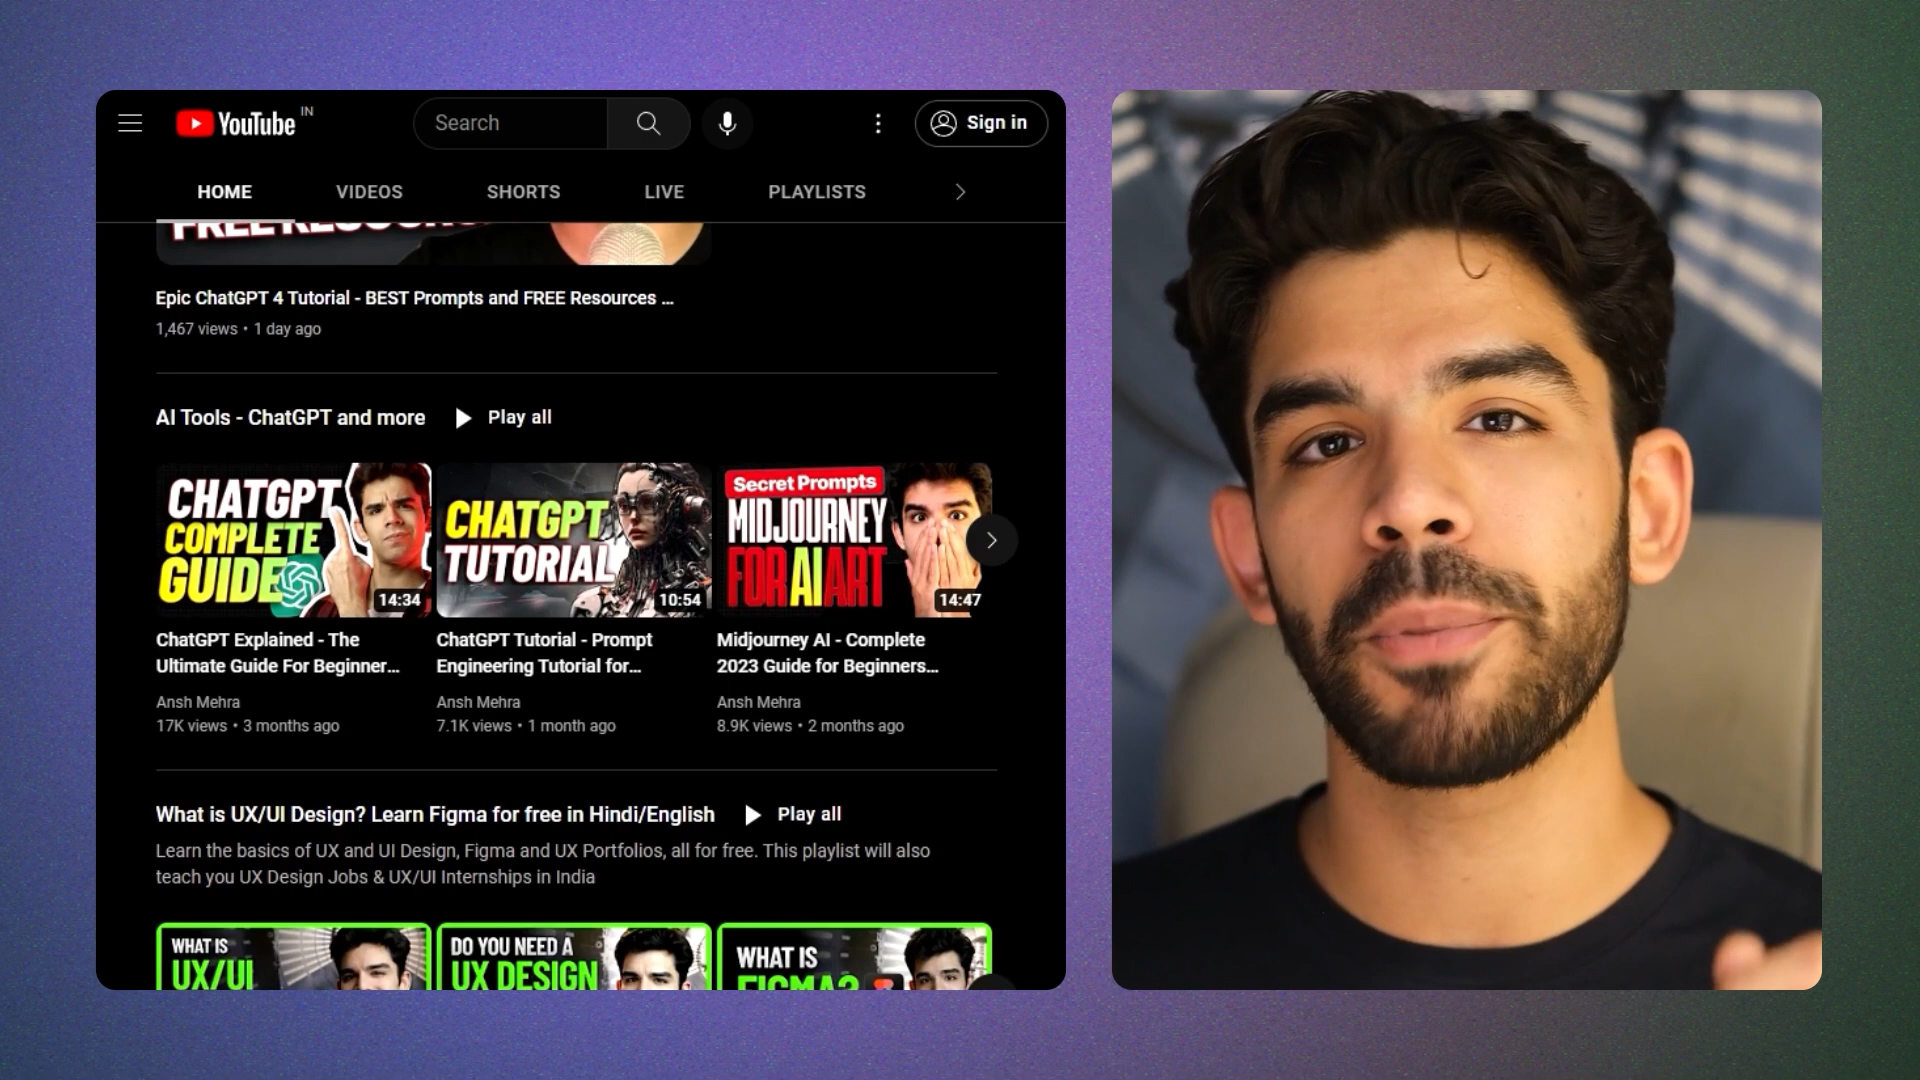 YouTube IN
Search
Sign in
HOME
VIDEOS
SHORTS
LIVE
PLAYLISTS
FREE RESOURC
Epic ChatGPT 4 Tutorial - BEST Prompts and FREE Resources ...
1,467 views • 1 day ago
AI Tools - ChatGPT and more
Play all
CHATGPT
COMPLETE
GUIDE
14:34
ChatGPT Explained - The
Ultimate Guide For Beginner...
Ansh Mehra
17K views • 3 months ago
CHATGPT
TUTORIAL
10:54
ChatGPT Tutorial - Prompt
Engineering Tutorial for...
Ansh Mehra
7.1K views • 1 month ago
Secret Prompts
MIDJOURNEY
FOR AI ART
14:47
Midjourney AI - Complete
2023 Guide for Beginners...
Ansh Mehra
8.9K views • 2 months ago
What is UX/UI Design? Learn Figma for free in Hindi/English
Play all
Learn the basics of UX and UI Design, Figma and UX Portfolios, all for free. This playlist will also
teach you UX Design Jobs & UX/UI Internships in India
WHAT IS
UX/UI
DO YOU NEED A
UX DESIGN
WHAT IS
FIGMA?